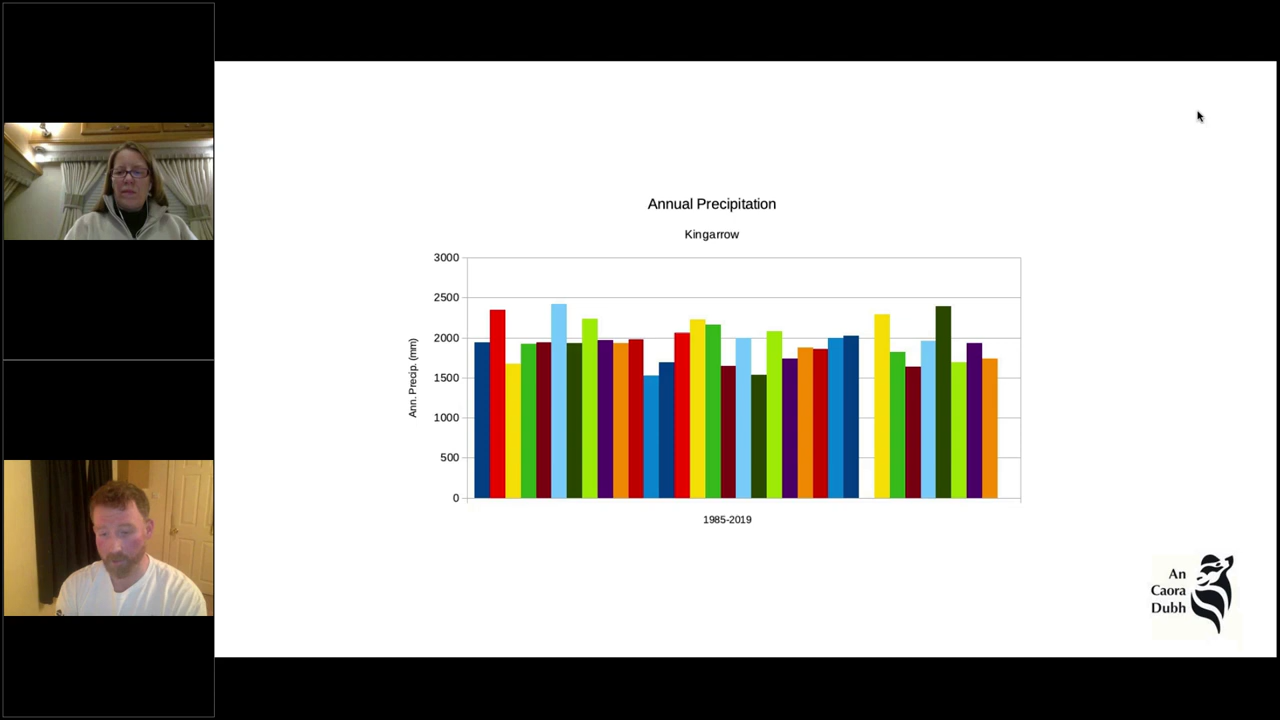 Annual Precipitation
Kingarrow
3000
2500
2000
1500
1000
500
0
Ann. Precip. (mm)
1985-2019
An
Caora
Dubh